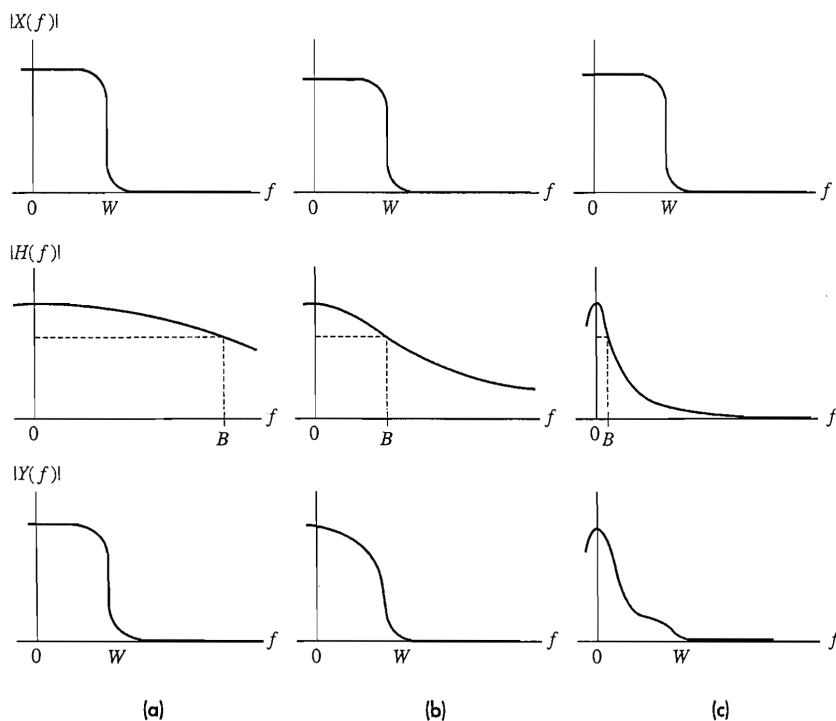 |X(f)|
f f f
0 W 0 W 0 W
|H(f)|
f f f
0 B 0 B 0 B
|Y(f)|
f f f
0 W 0 W 0 W
(a) (b) (c)